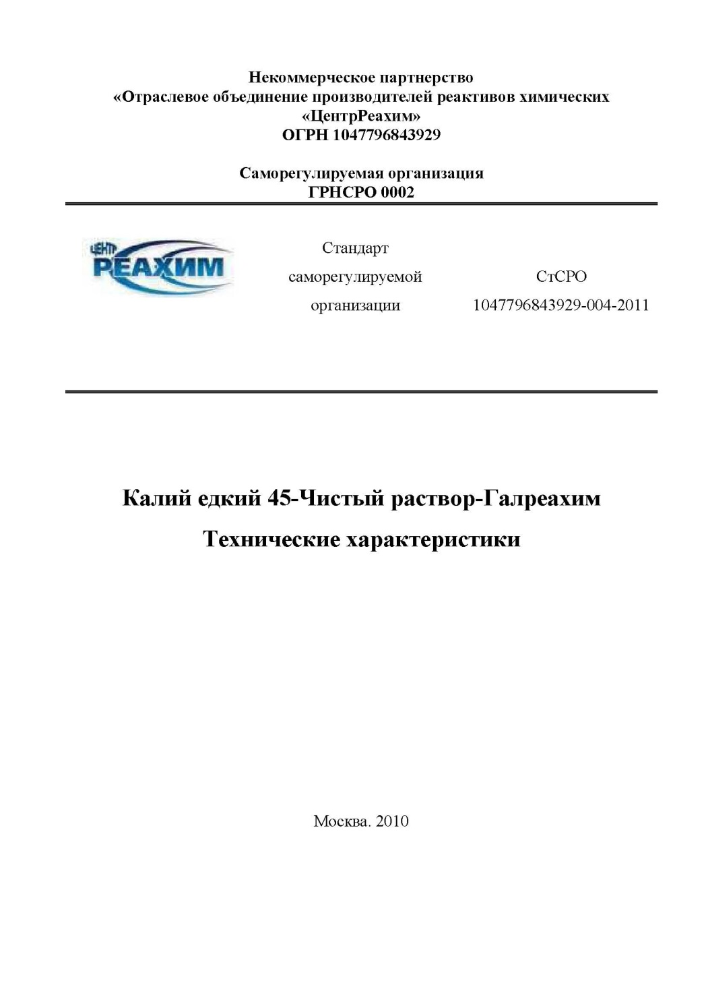 Некоммерческое партнерство
«Отраслевое объединение производителей реактивов химических
«ЦентрРеахим»
ОГРН 1047796843929
Саморегулируемая организация
ГРНСРО 0002
ЦЕНТР
РЕАХИМ
Стандарт
саморегулируемой
организации
СтСРО
1047796843929-004-2011
Калий едкий 45-Чистый раствор-Галреахим
Технические характеристики
Москва. 2010